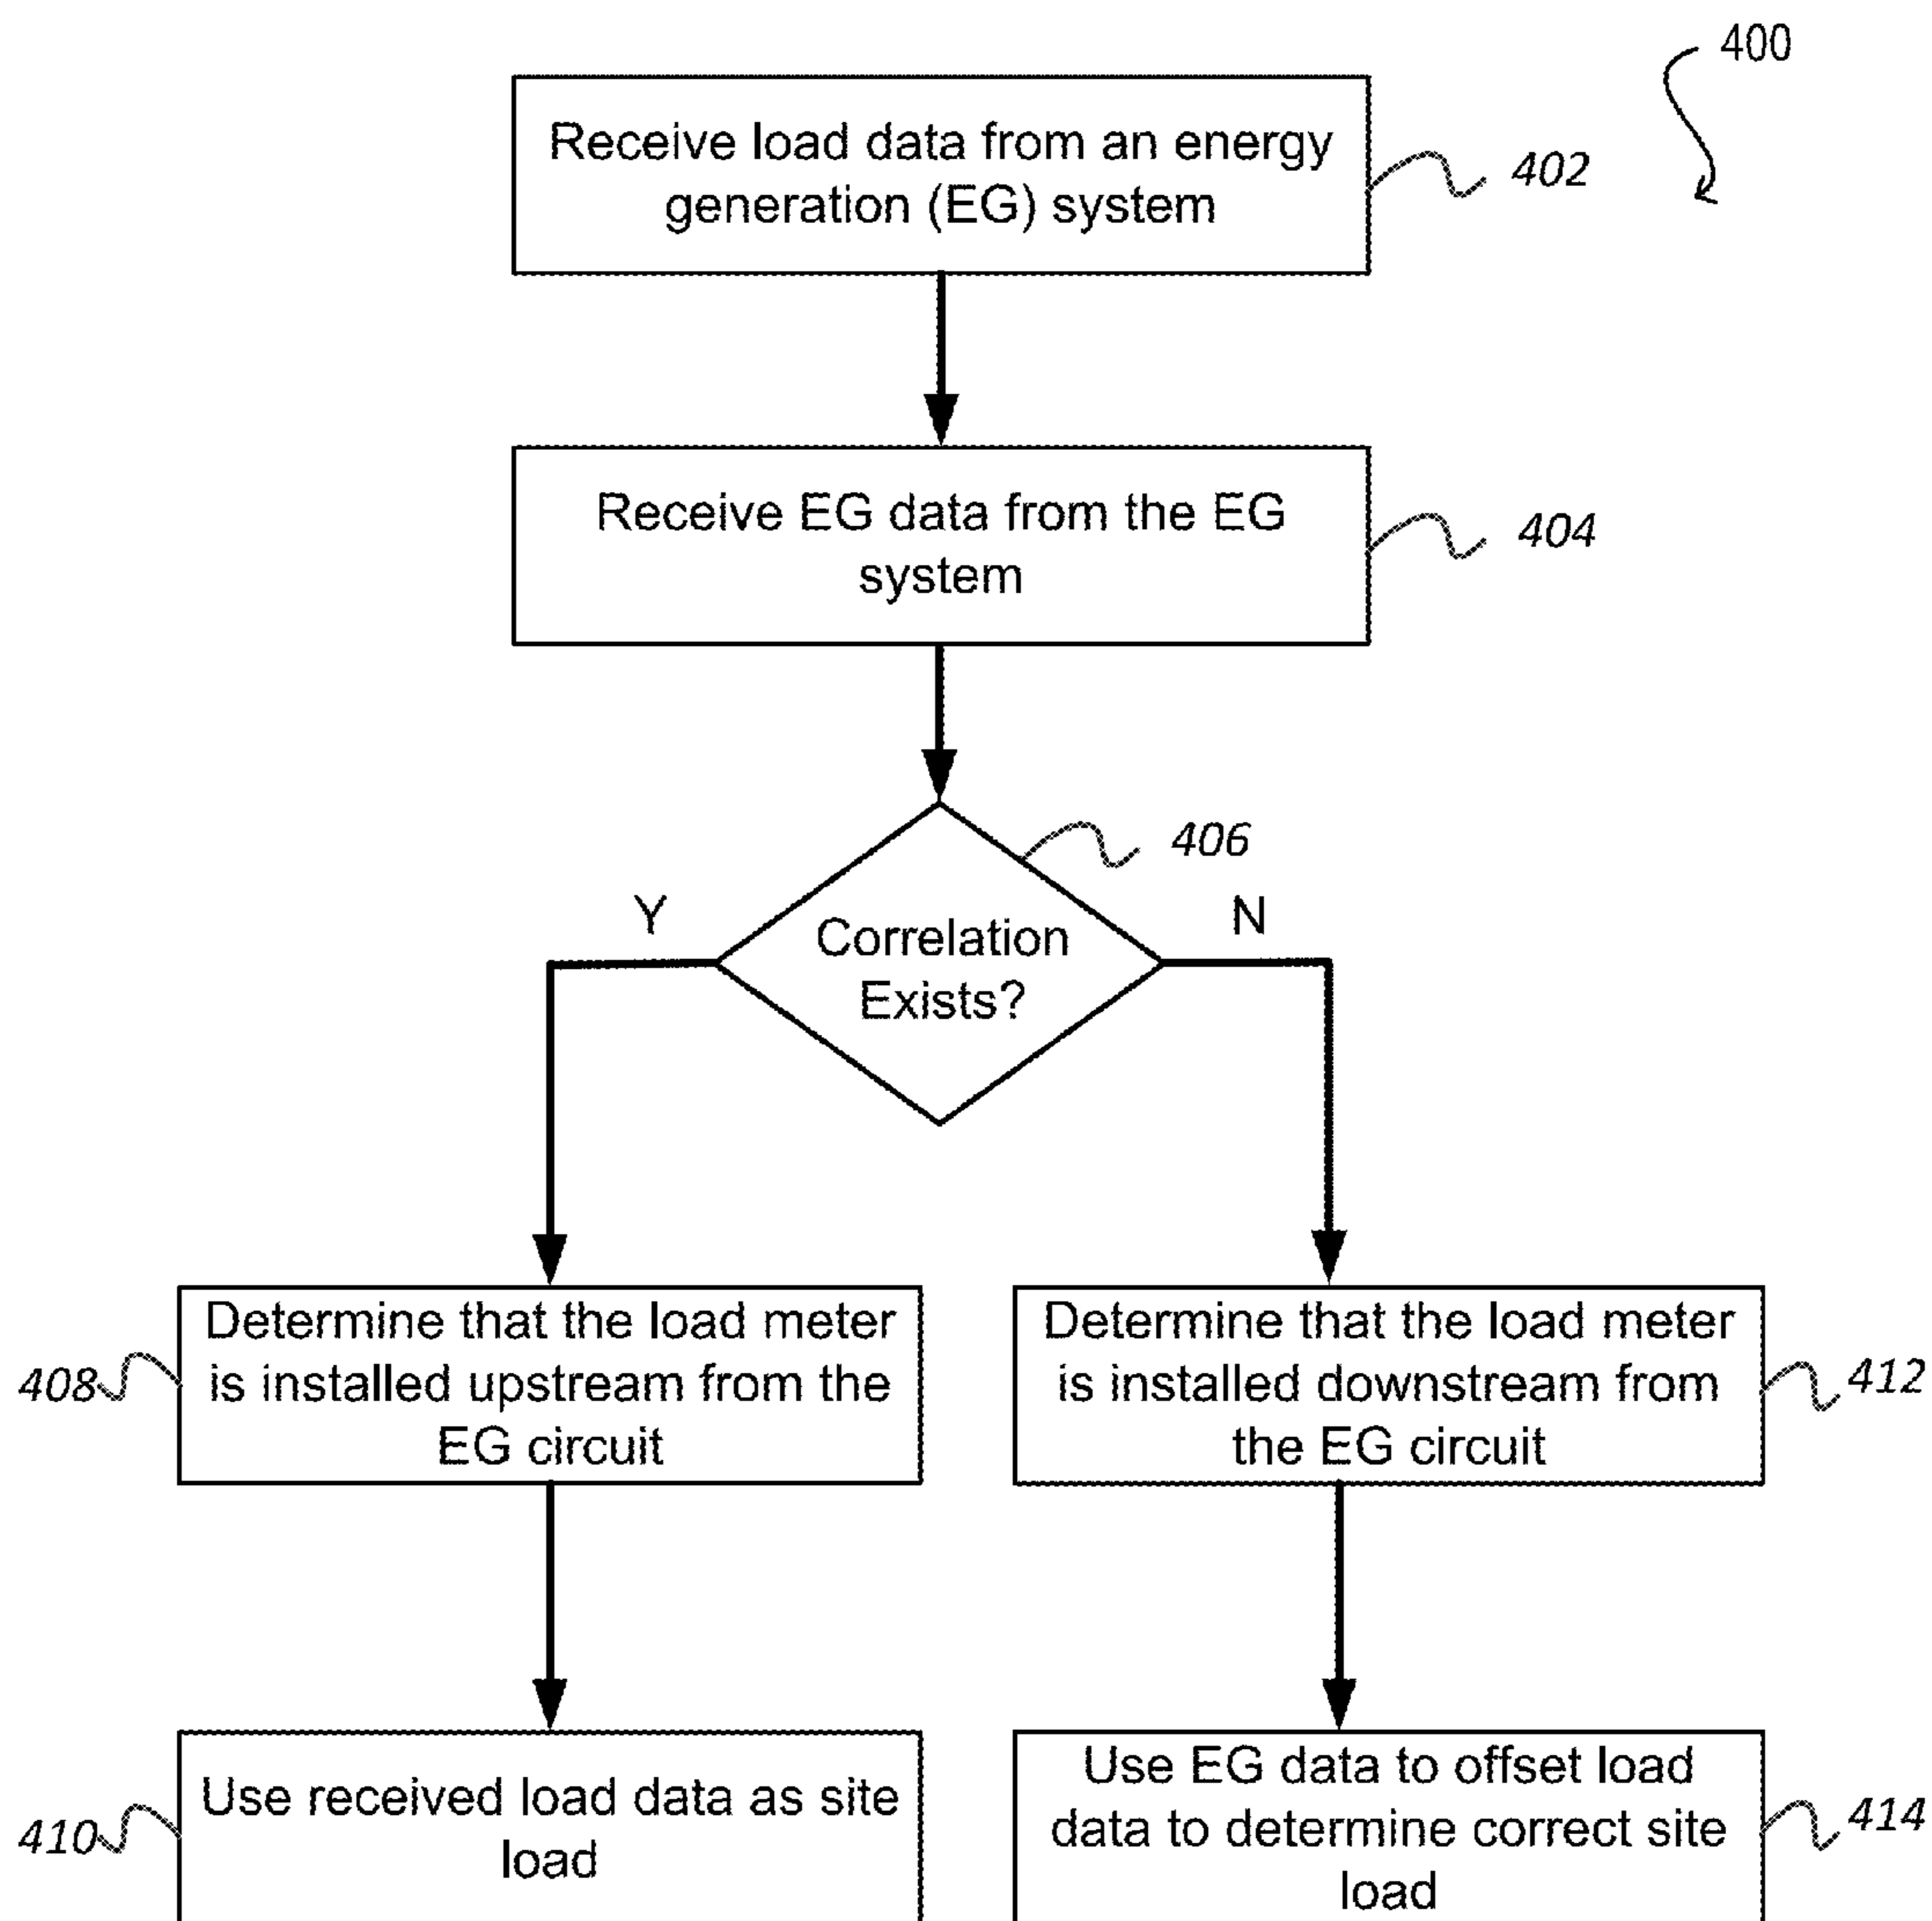 400
Receive load data from an energy
generation (EG) system
402
Receive EG data from the EG
system
404
406
Y
N
Correlation
Exists?
Determine that the load meter
is installed upstream from the
EG circuit
408
Determine that the load meter
is installed downstream from
the EG circuit
412
Use received load data as site
load
410
Use EG data to offset load
data to determine correct site
load
414